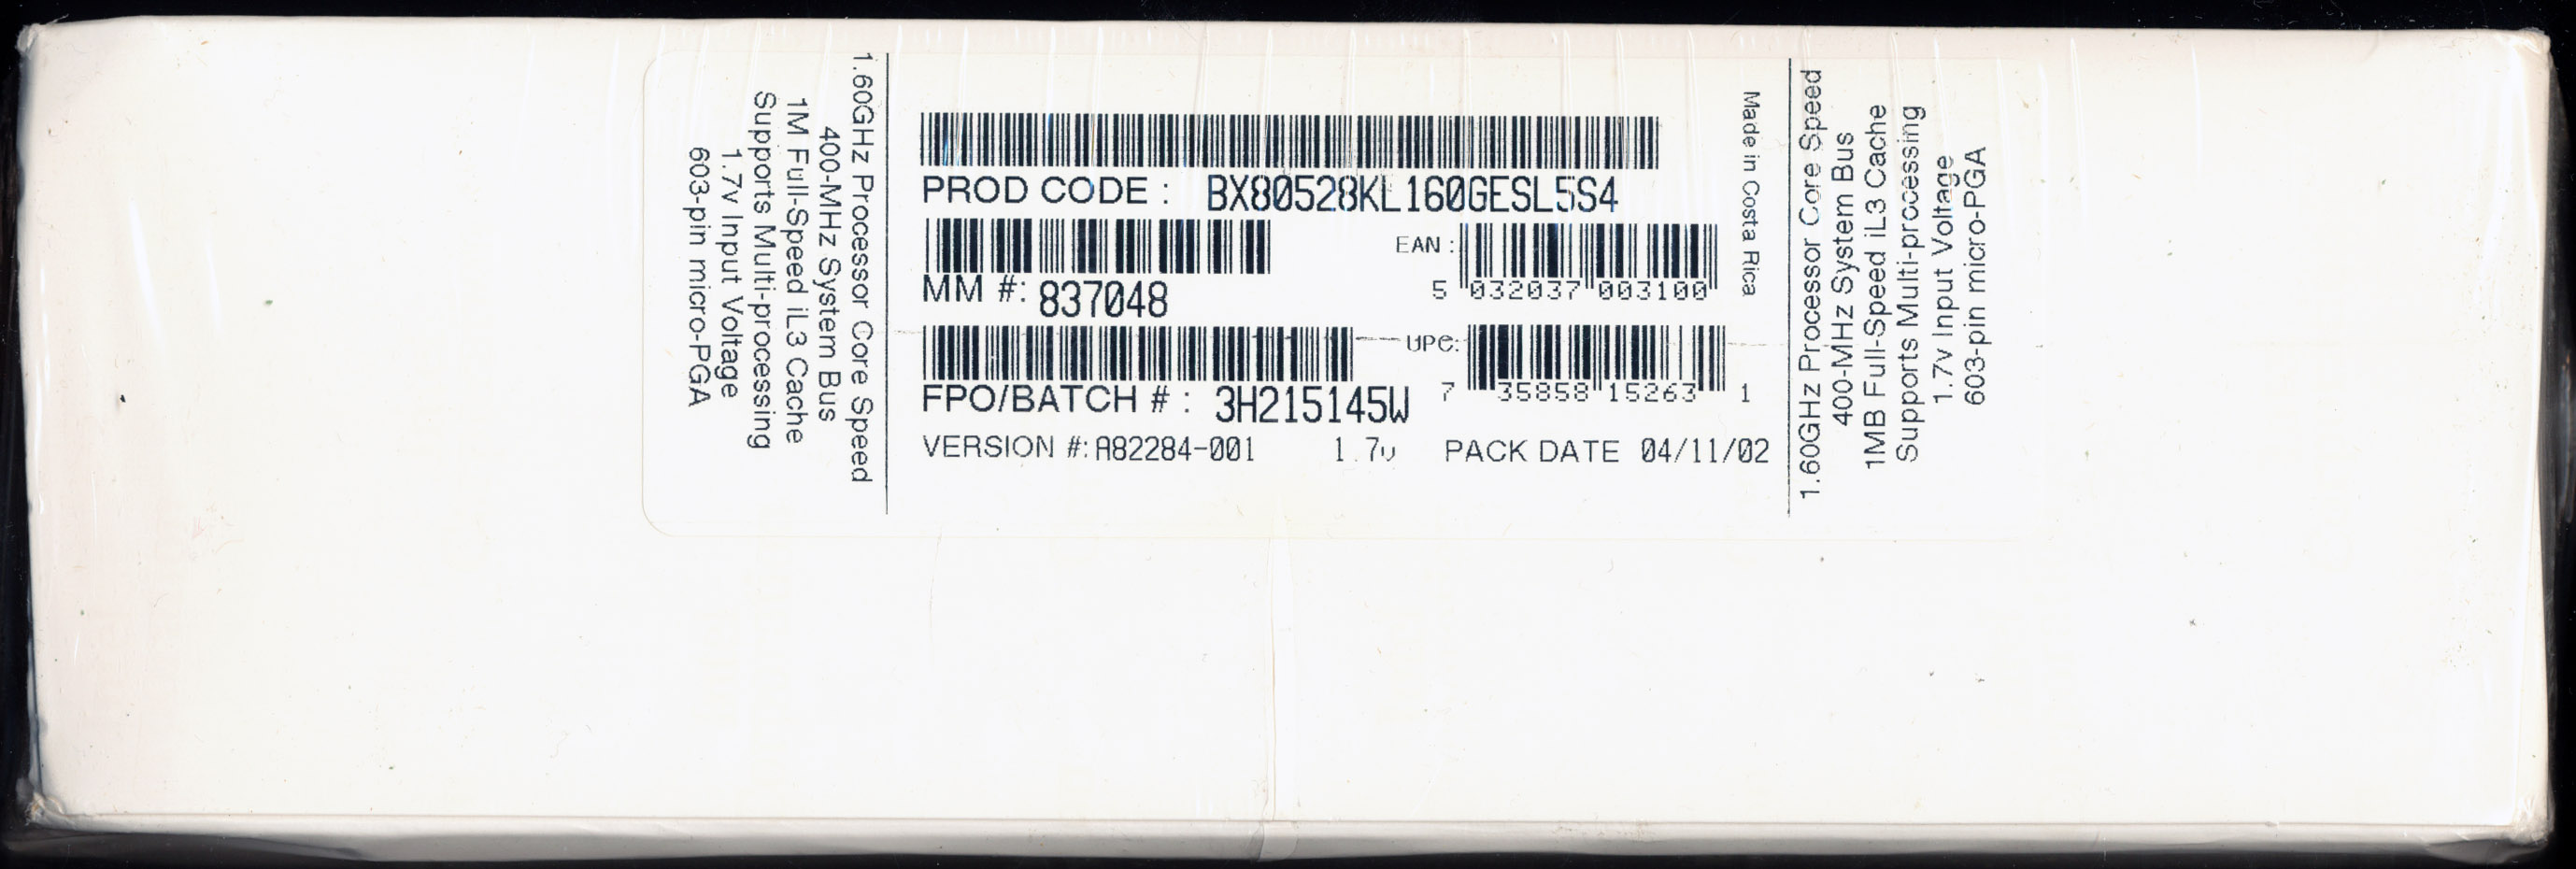 1.60GHz Processor Core Speed
400-MHz System Bus
1M Full-Speed iL3 Cache
Supports Multi-processing
1.7v Input Voltage
603-pin micro-PGA
PROD CODE : BX80528KL160GESL5S4
MM #: 837048
EAN :
5 032037 003100
FPO/BATCH # : 3H215145W
UPC:
7 35858 15263 1
VERSION #: A82284-001 1.7v PACK DATE 04/11/02
Made in Costa Rica
1.60GHz Processor Core Speed
400-MHz System Bus
1MB Full-Speed iL3 Cache
Supports Multi-processing
1.7v Input Voltage
603-pin micro-PGA